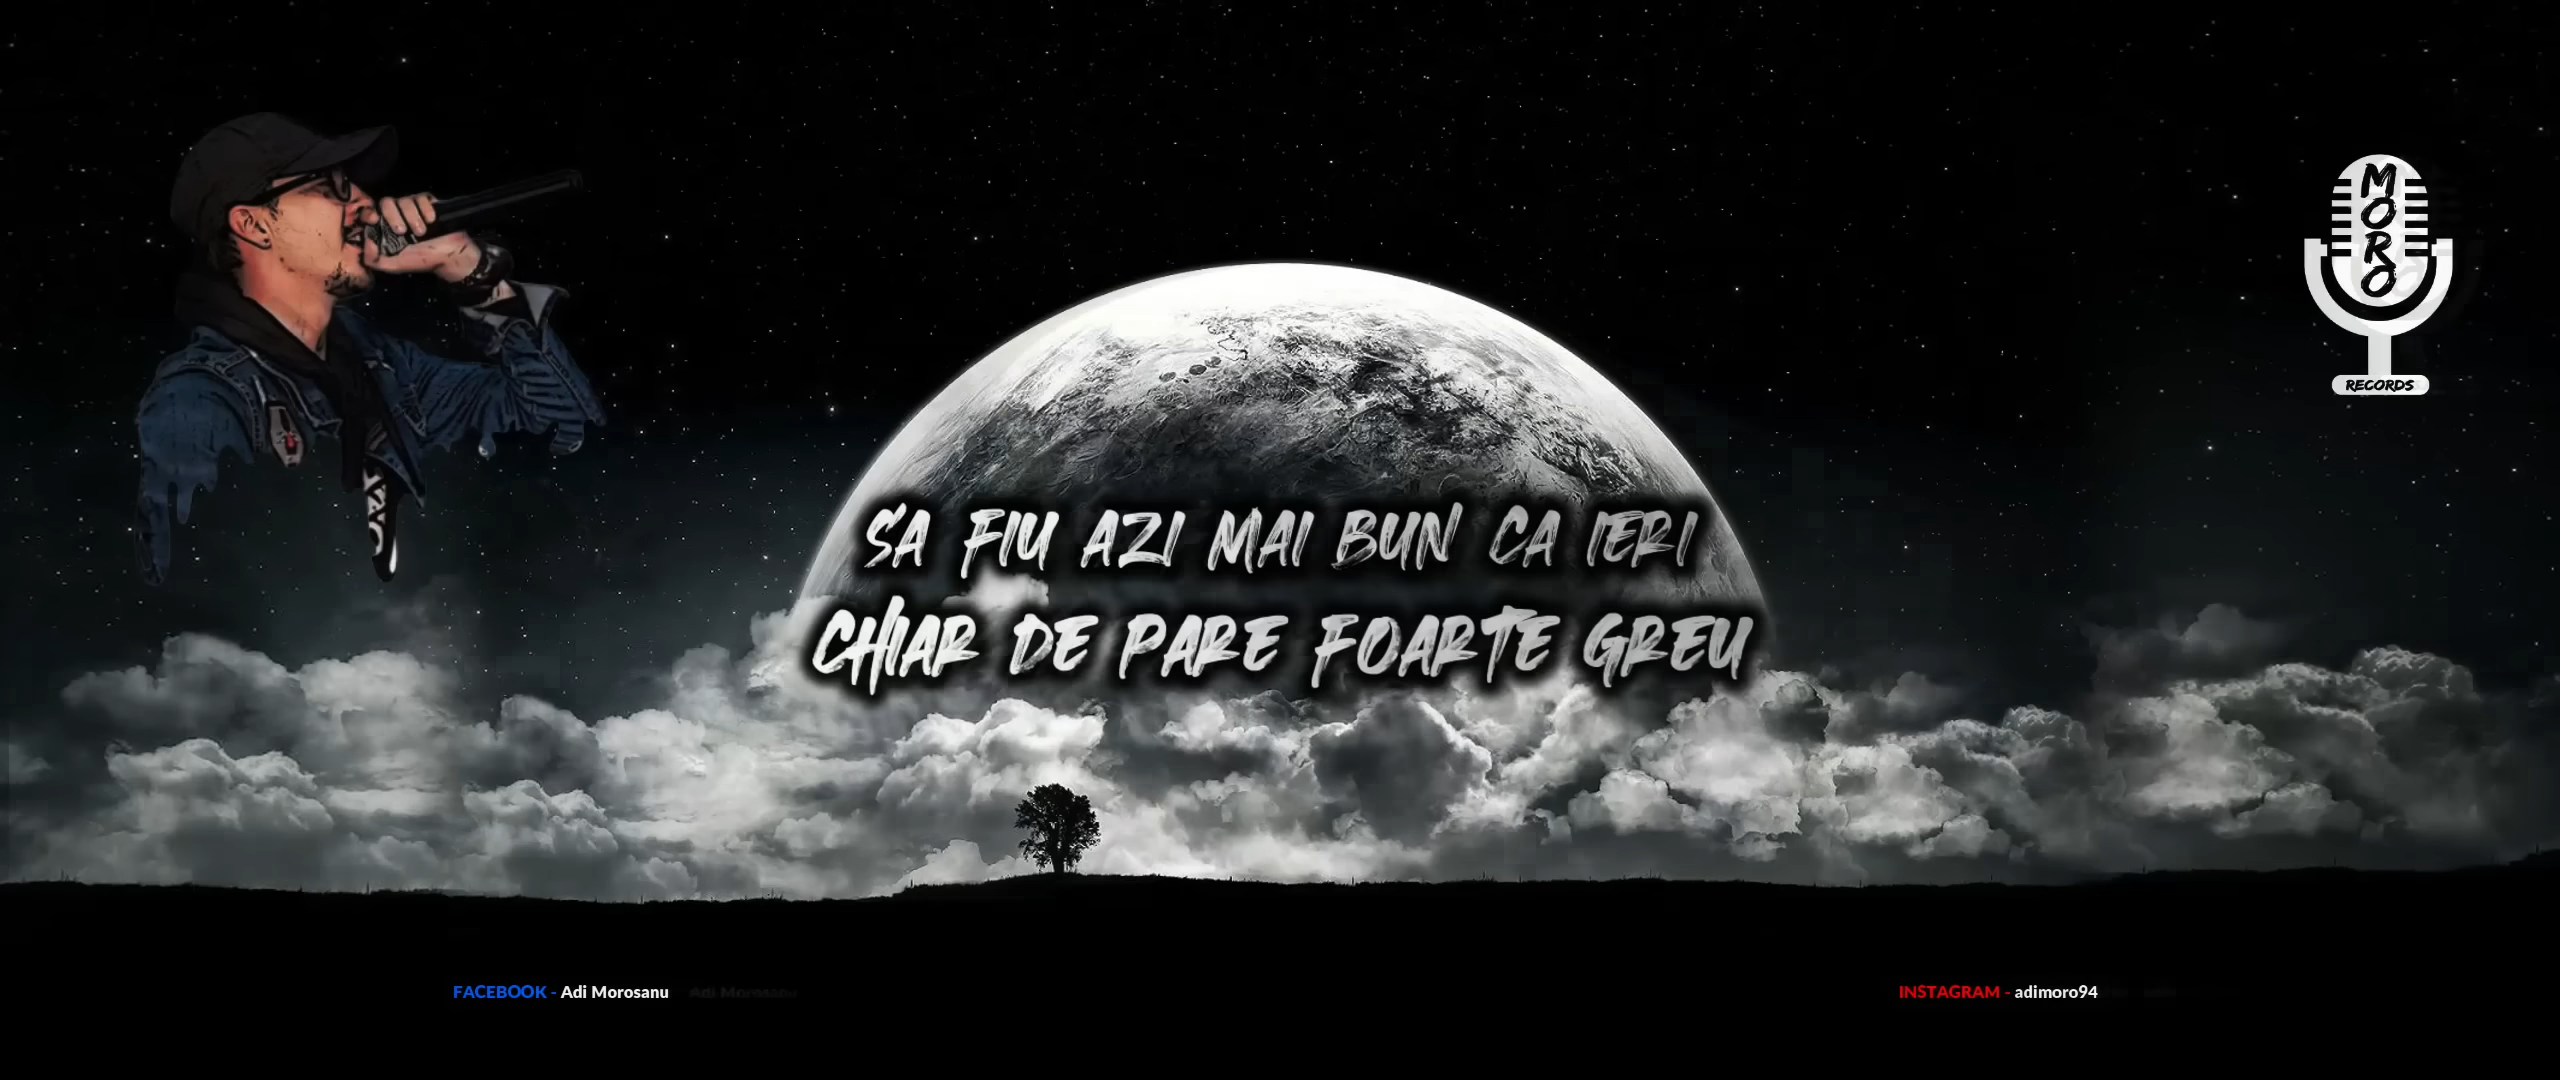 MORO
RECORDS
SA FIU AZI MAI BUN CA IERI
CHIAR DE PARE FOARTE GREU
FACEBOOK - Adi Morosanu
INSTAGRAM - adimoro94